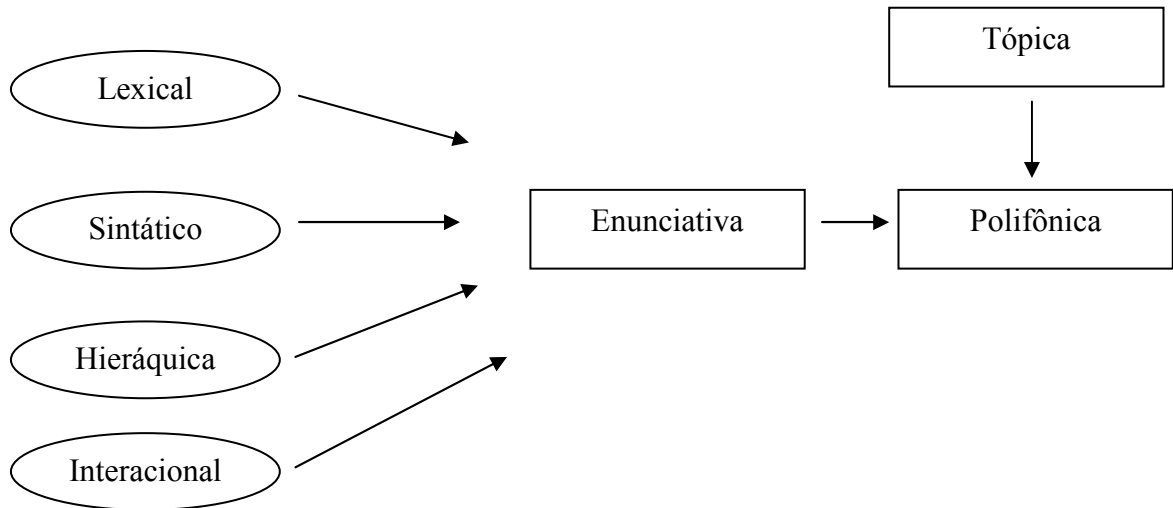 Tópica
Lexical
Sintático
Enunciativa
Polifônica
Hieráquica
Interacional